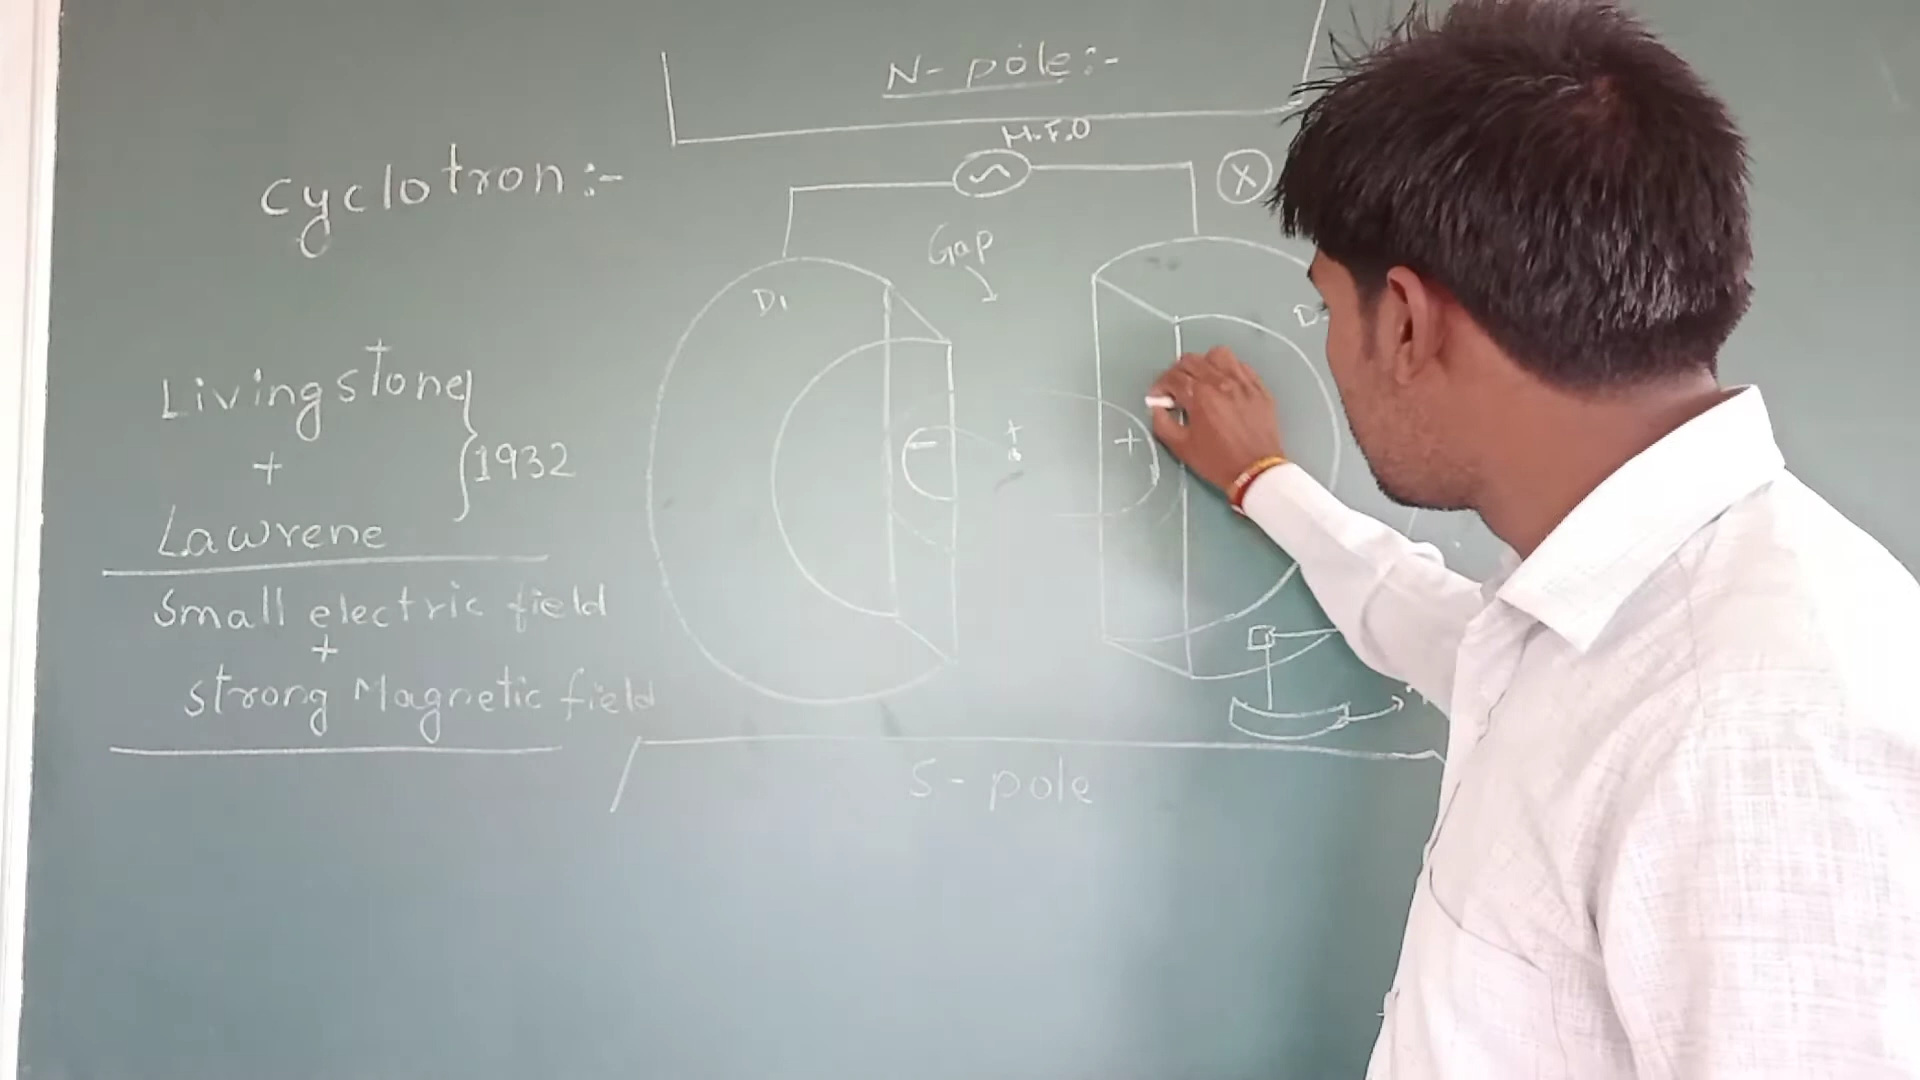 N-pole:-
H.F.O
X
Cyclotron:-
Gap
D1
Livingstone
+
Lawrene
1932
-
+
+
Small electric field
+
strong Magnetic field
S-pole